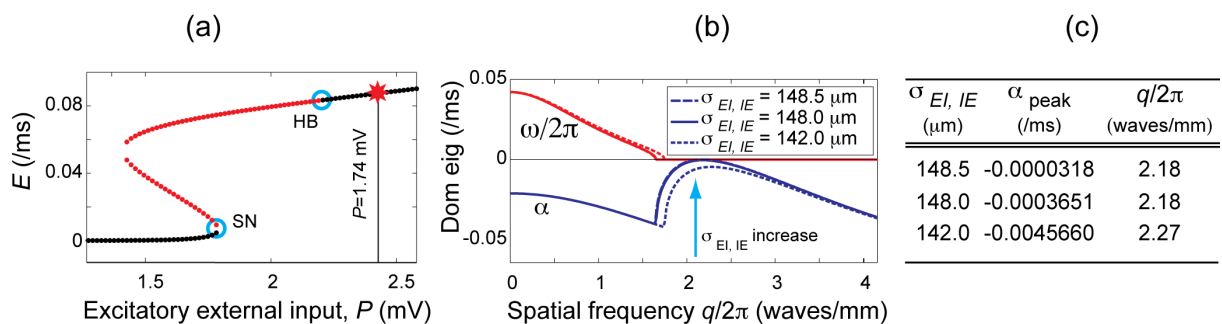 (a)
E (/ms)
0.08
0.04
0
HB
SN
P=1.74 mV
1.5
2
2.5
Excitatory external input, P (mV)
(b)
Dom eig (/ms)
0.05
0
-0.05
ω/2π
α
σ EI, IE = 148.5 μm
σ EI, IE = 148.0 μm
σ EI, IE = 142.0 μm
σ EI, IE increase
0 1 2 3 4
Spatial frequency q/2π (waves/mm)
(c)
σ EI, IE α peak q/2π
(μm) (/ms) (waves/mm)
148.5 -0.0000318 2.18
148.0 -0.0003651 2.18
142.0 -0.0045660 2.27